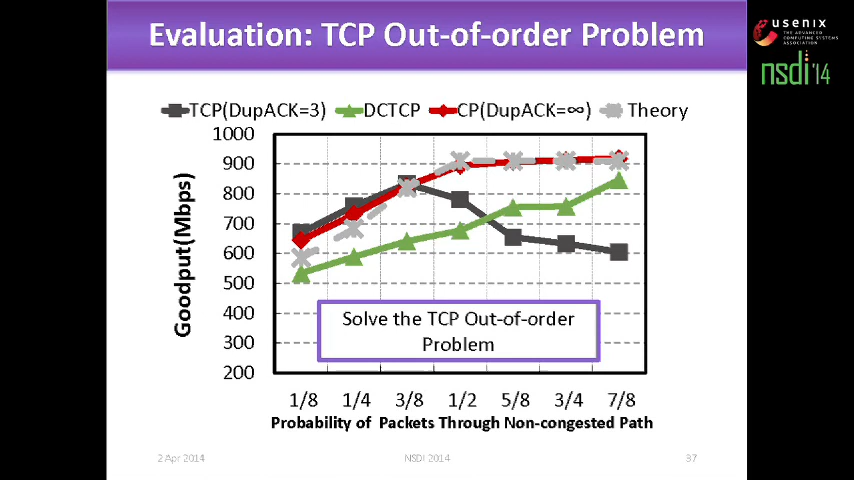 Evaluation: TCP Out-of-order Problem
usenix
THE ADVANCED
COMPUTING SYSTEMS
ASSOCIATION
nsdi '14
TCP(DupACK=3) DCTCP CP(DupACK=∞) Theory
1000
900
800
700
600
500
400
300
200
Goodput(Mbps)
Solve the TCP Out-of-order
Problem
1/8 1/4 3/8 1/2 5/8 3/4 7/8
Probability of Packets Through Non-congested Path
2 Apr 2014 NSDI 2014 37